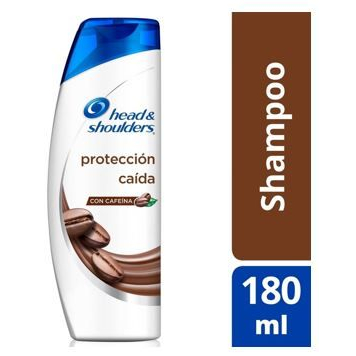 head &
shoulders
protección
caída
CON CAFEÍNA
Shampoo
180
ml